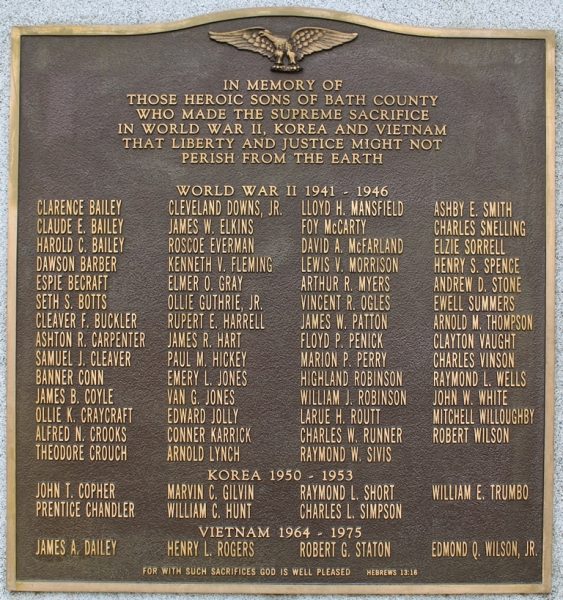 IN MEMORY OF
THOSE HEROIC SONS OF BATH COUNTY
WHO MADE THE SUPREME SACRIFICE
IN WORLD WAR II, KOREA AND VIETNAM
THAT LIBERTY AND JUSTICE MIGHT NOT
PERISH FROM THE EARTH
WORLD WAR II 1941 - 1946
CLARENCE BAILEY CLEVELAND DOWNS, JR. LLOYD H. MANSFIELD ASHBY E. SMITH
CLAUDE E. BAILEY JAMES W. ELKINS FOY McCARTY CHARLES SNELLING
HAROLD C. BAILEY ROSCOE EVERMAN DAVID A. McFARLAND ELZIE SORRELL
DAWSON BARBER KENNETH V. FLEMING LEWIS V. MORRISON HENRY S. SPENCE
ESPIE BECRAFT ELMER O. GRAY ARTHUR R. MYERS ANDREW D. STONE
SETH S. BOTTS OLLIE GUTHRIE, JR. VINCENT R. OGLES EWELL SUMMERS
CLEAVER F. BUCKLER RUPERT E. HARRELL JAMES W. PATTON ARNOLD M. THOMPSON
ASHTON R. CARPENTER JAMES R. HART FLOYD P. PENICK CLAYTON VAUGHT
SAMUEL J. CLEAVER PAUL M. HICKEY MARION P. PERRY CHARLES VINSON
BANNER CONN EMERY L. JONES HIGHLAND ROBINSON RAYMOND L. WELLS
JAMES B. COYLE VAN G. JONES WILLIAM J. ROBINSON JOHN W. WHITE
OLLIE K. CRAYCRAFT EDWARD JOLLY LARUE H. ROUTT MITCHELL WILLOUGHBY
ALFRED N. CROOKS CONNER KARRICK CHARLES W. RUNNER ROBERT WILSON
THEODORE CROUCH ARNOLD LYNCH RAYMOND W. SIVIS
KOREA 1950 - 1953
JOHN T. COPHER MARVIN C. GILVIN RAYMOND L. SHORT WILLIAM E. TRUMBO
PRENTICE CHANDLER WILLIAM C. HUNT CHARLES L. SIMPSON
VIETNAM 1964 - 1975
JAMES A. DAILEY HENRY L. ROGERS ROBERT G. STATON EDMOND Q. WILSON, JR.
FOR WITH SUCH SACRIFICES GOD IS WELL PLEASED HEBREWS 13:16